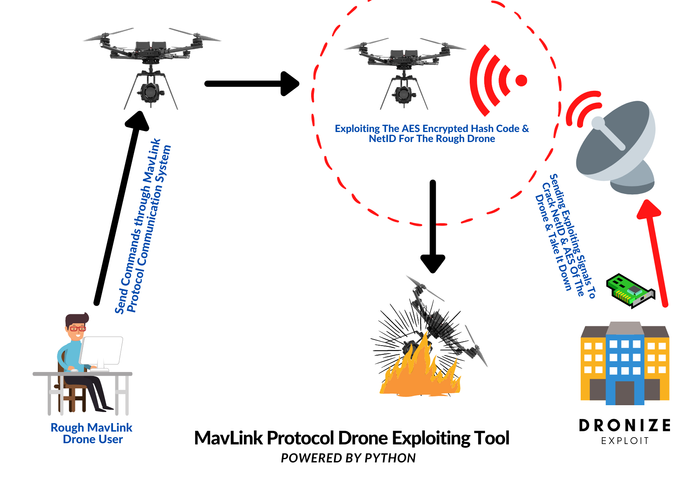 Exploiting The AES Encrypted Hash Code &
NetID For The Rough Drone
Send Commands through MavLink
Protocol Communication System
Sending Exploiting Signals To
Crack NetID & AES Of The
Drone & Take It Down
Rough MavLink
Drone User
DRONIZE
EXPLOIT
MavLink Protocol Drone Exploiting Tool
POWERED BY PYTHON